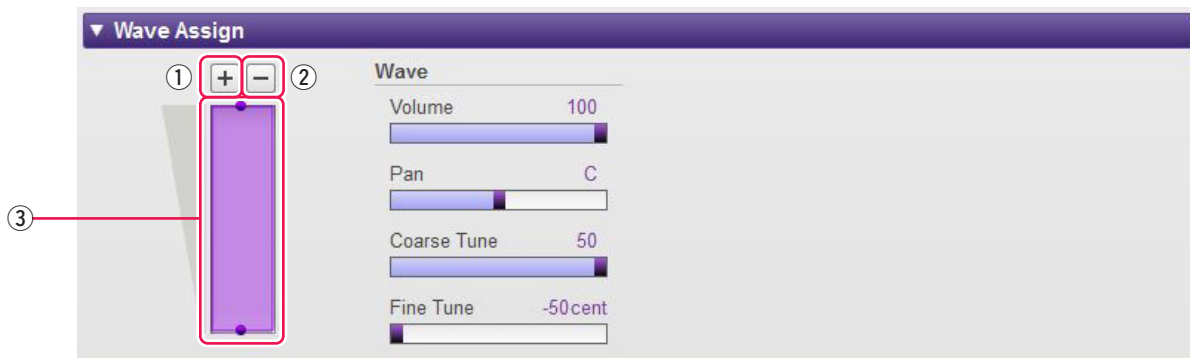 ▼ Wave Assign
① + − ② Wave
Volume 100
Pan C
③
Coarse Tune 50
Fine Tune -50cent